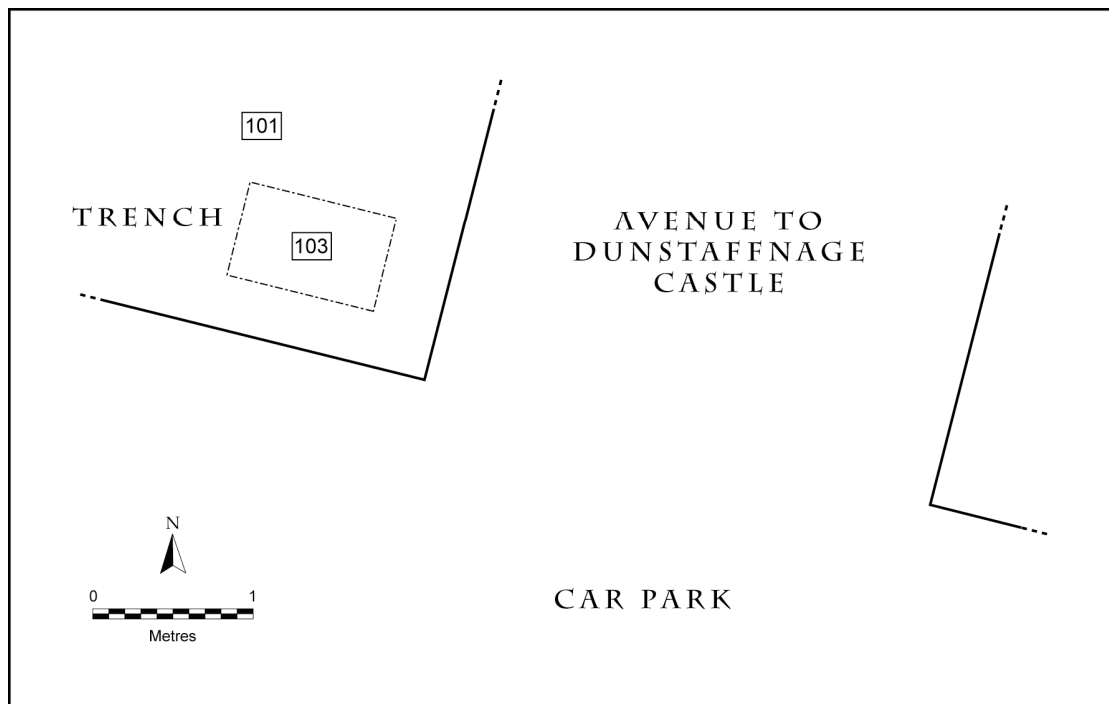 101
TRENCH
103
AVENUE TO
DUNSTAFFNAGE
CASTLE
N
0 1
Metres
CAR PARK